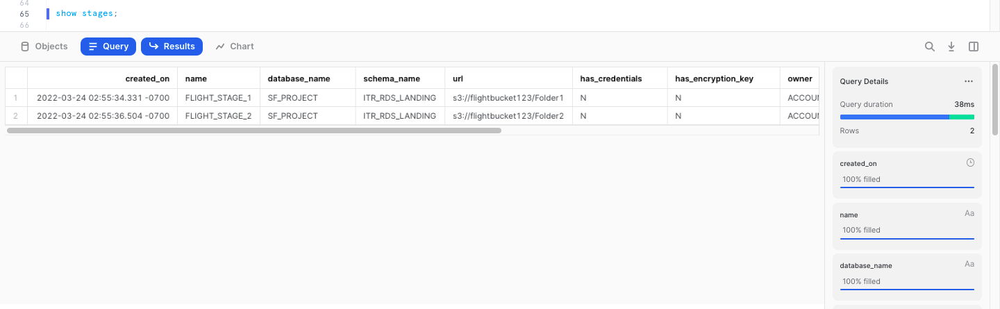 64
65 show stages;
66
Objects Query Results Chart
created_on name database_name schema_name url has_credentials has_encryption_key owner
1 2022-03-24 02:55:34.331 -0700 FLIGHT_STAGE_1 SF_PROJECT ITR_RDS_LANDING s3://flightbucket123/Folder1 N N ACCOUN
2 2022-03-24 02:55:36.504 -0700 FLIGHT_STAGE_2 SF_PROJECT ITR_RDS_LANDING s3://flightbucket123/Folder2 N N ACCOUN
Query Details ...
Query duration 38ms
Rows 2
created_on
100% filled
name Aa
100% filled
database_name Aa
100% filled